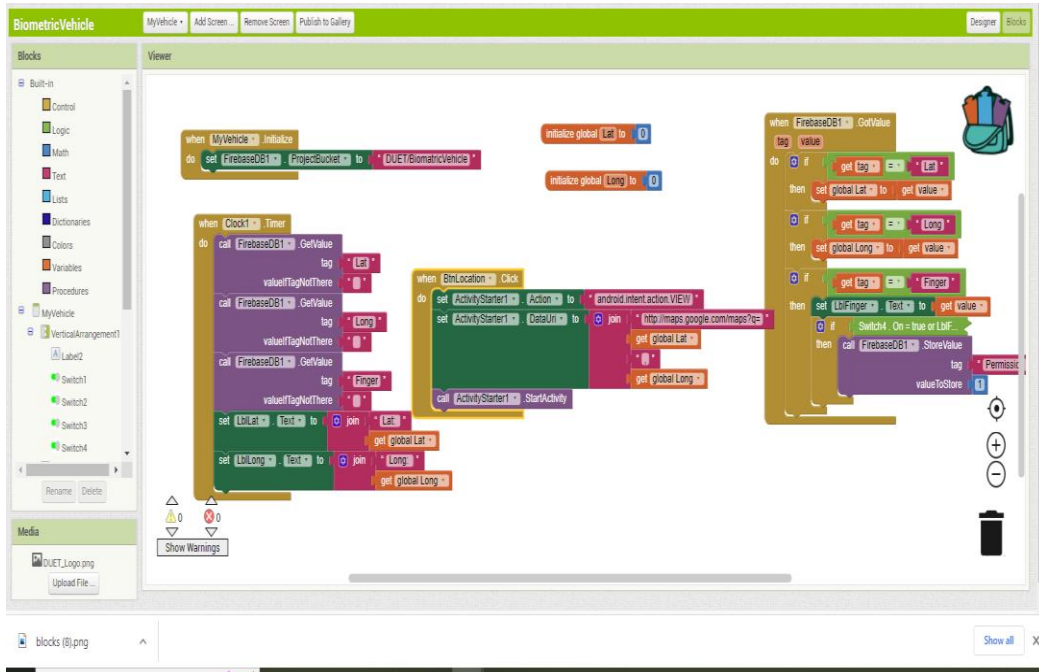 BiometricVehicle
MyVehicle
Add Screen ...
Remove Screen
Publish to Gallery
Designer
Blocks
Blocks
Viewer
Built-in
Control
Logic
Math
Text
Lists
Dictionaries
Colors
Variables
Procedures
MyVehicle
VerticalArrangement1
Label2
Switch1
Switch2
Switch3
Switch4
Rename
Delete
Media
DUET_Logo.png
Upload File ...
when MyVehicle .Initialize
do set FirebaseDB1 . ProjectBucket to " DUET/BiomatricVehicle "
initialize global Lat to 0
initialize global Long to 0
when Clock1 .Timer
do call FirebaseDB1 .GetValue
tag " Lat "
valueIfTagNotThere " "
call FirebaseDB1 .GetValue
tag " Long "
valueIfTagNotThere " "
call FirebaseDB1 .GetValue
tag " Finger "
valueIfTagNotThere " "
set LblLat . Text to join " Lat: "
get global Lat
set LblLong . Text to join " Long: "
get global Long
when BtnLocation .Click
do set ActivityStarter1 . Action to " android.intent.action.VIEW "
set ActivityStarter1 . DataUri to join " http://maps.google.com/maps?q= "
get global Lat
" , "
get global Long
call ActivityStarter1 .StartActivity
when FirebaseDB1 .GotValue
tag value
do if get tag = " Lat "
then set global Lat to get value
if get tag = " Long "
then set global Long to get value
if get tag = " Finger "
then set LblFinger . Text to get value
if Switch4 . On = true or LblF...
then call FirebaseDB1 .StoreValue
tag " Permissio
valueToStore 1
0 0
Show Warnings
blocks (8).png
Show all X